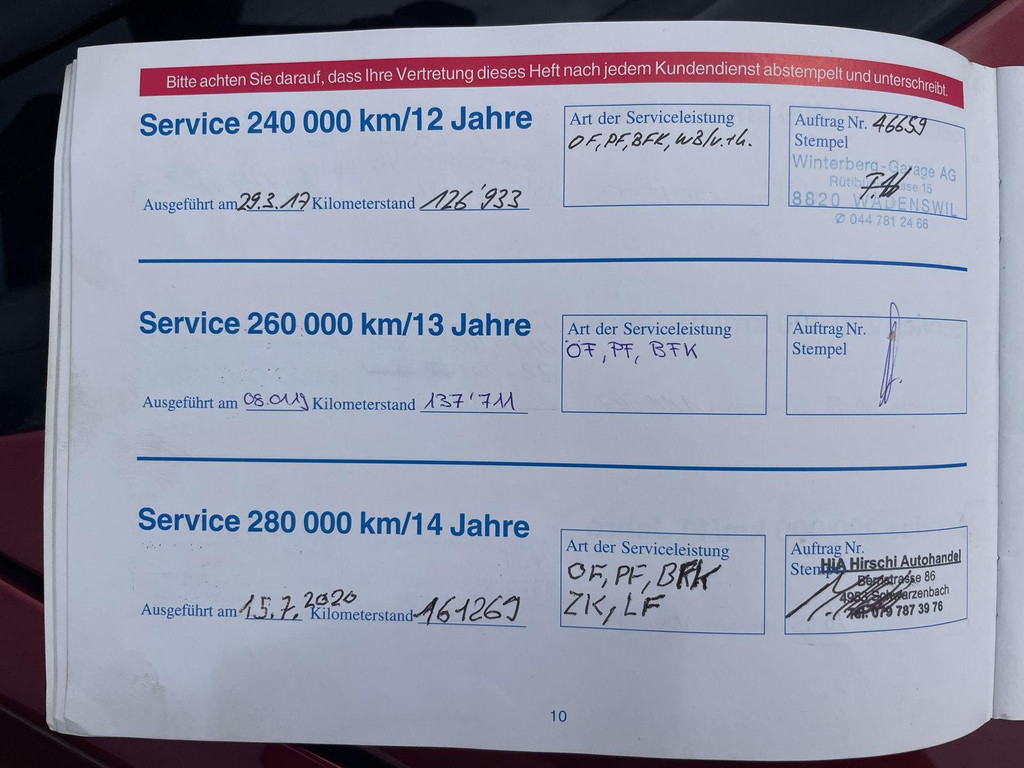 Bitte achten Sie darauf, dass Ihre Vertretung dieses Heft nach jedem Kundendienst abstempelt und unterschreibt.
Service 240 000 km/12 Jahre
Art der Serviceleistung
OF, PF, BFK, WB/v.+h.
Auftrag Nr. 46659
Stempel
Winterberg-Garage AG
sse 15
8820 WÄDENSWIL
✆ 044 781 24 66
Ausgeführt am 29.3.17 Kilometerstand 126'933
Service 260 000 km/13 Jahre
Art der Serviceleistung
OF, PF, BFK
Auftrag Nr.
Stempel
Ausgeführt am 08.01.19 Kilometerstand 137'711
Service 280 000 km/14 Jahre
Art der Serviceleistung
OF, PF, BFK
ZK, LF
Auftrag Nr.
Stempel
HiA Hirschi Autohandel
Bernstrasse 86
Schwarzenbach
Tel. 079 787 39 76
Ausgeführt am 15.7.2020 Kilometerstand 161269
10